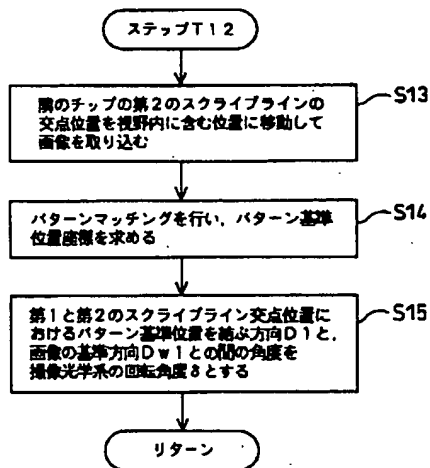 ステップT12
隣のチップの第2のスクライブラインの
交点位置を視野内に含む位置に移動して
画像を取り込む
S13
パターンマッチングを行い，パターン基準
位置座標を求める
S14
第1と第2のスクライブライン交点位置に
おけるパターン基準位置を結ぶ方向D1と，
画像の基準方向Dw1との間の角度を
撮像光学系の回転角度δとする
S15
リターン